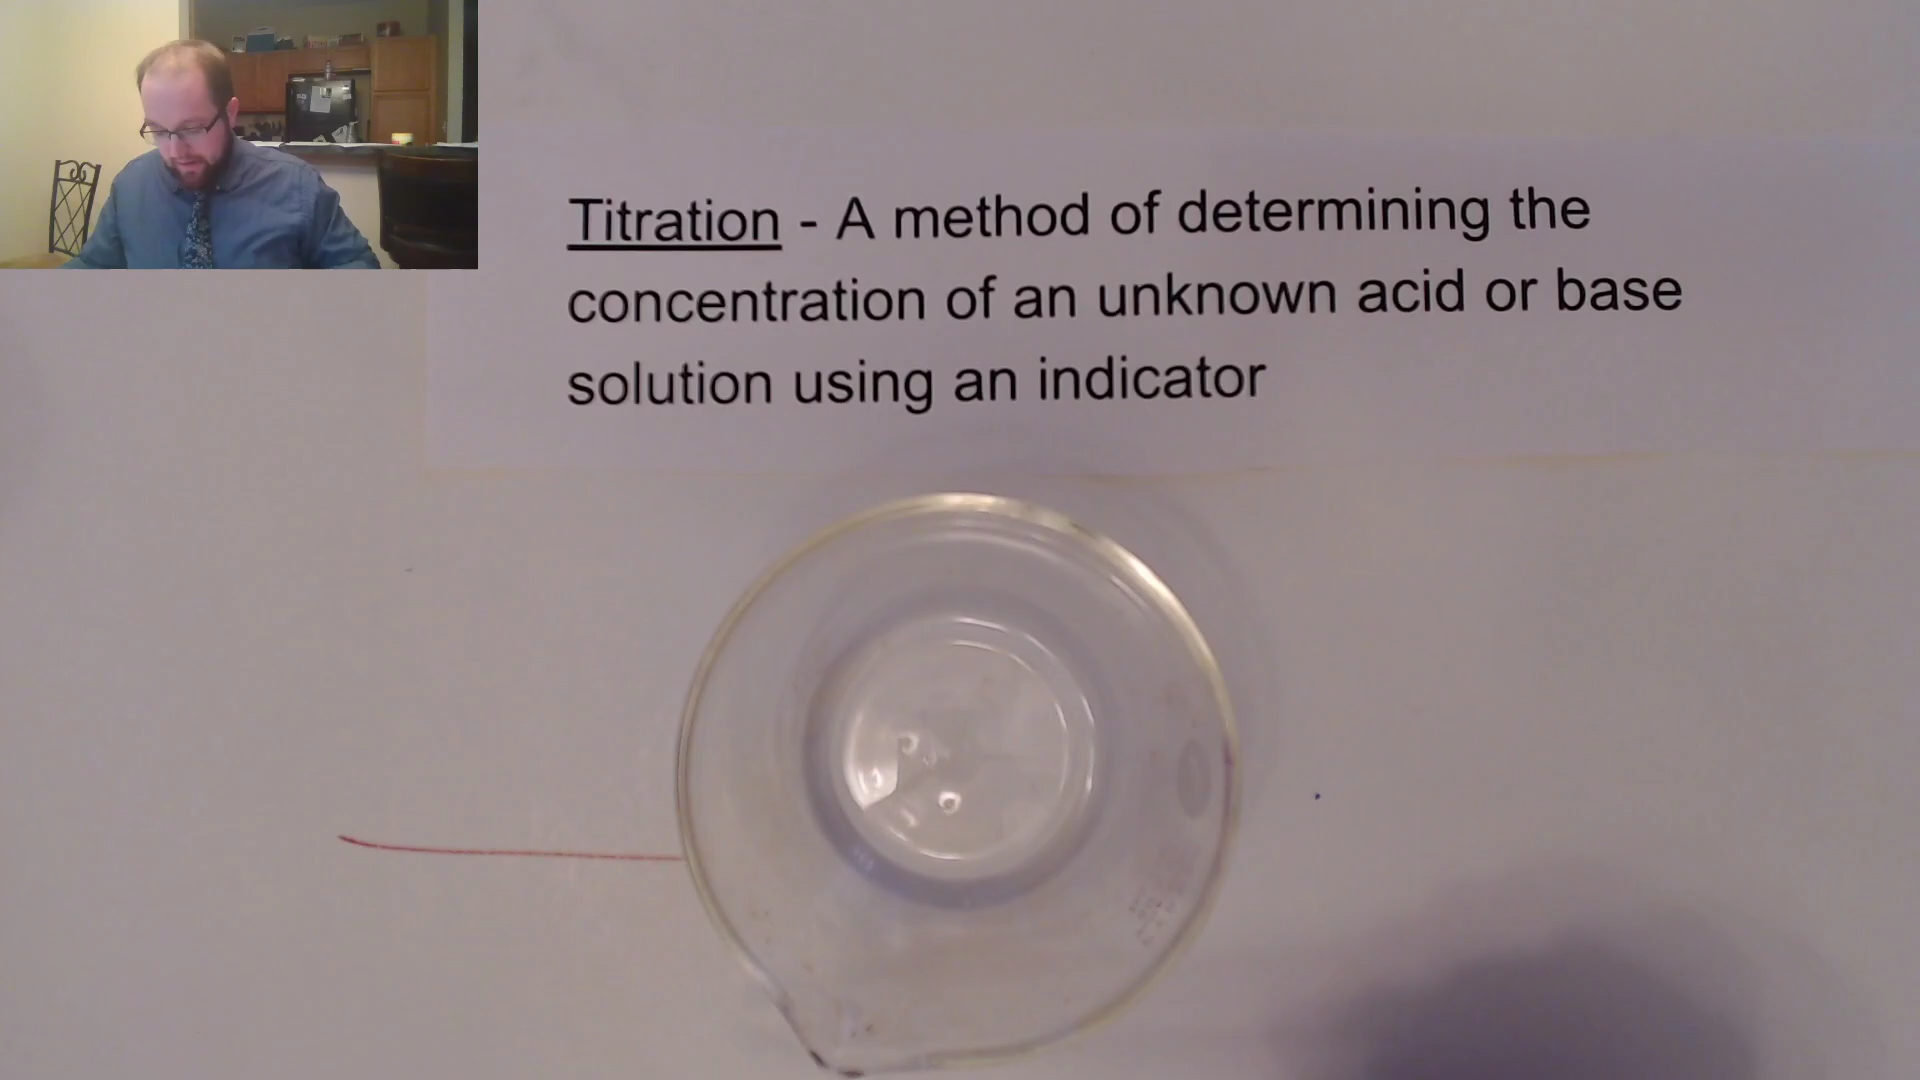 Titration - A method of determining the
concentration of an unknown acid or base
solution using an indicator